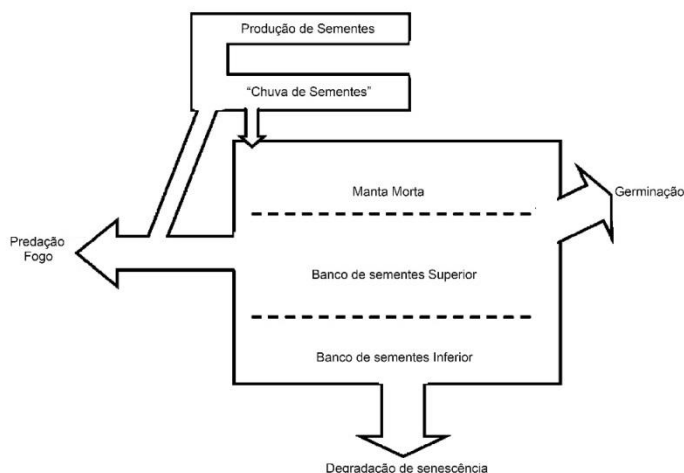 Produção de Sementes
“Chuva de Sementes”
Manta Morta
Germinação
Predação
Fogo
Banco de sementes Superior
Banco de sementes Inferior
Degradação de senescência